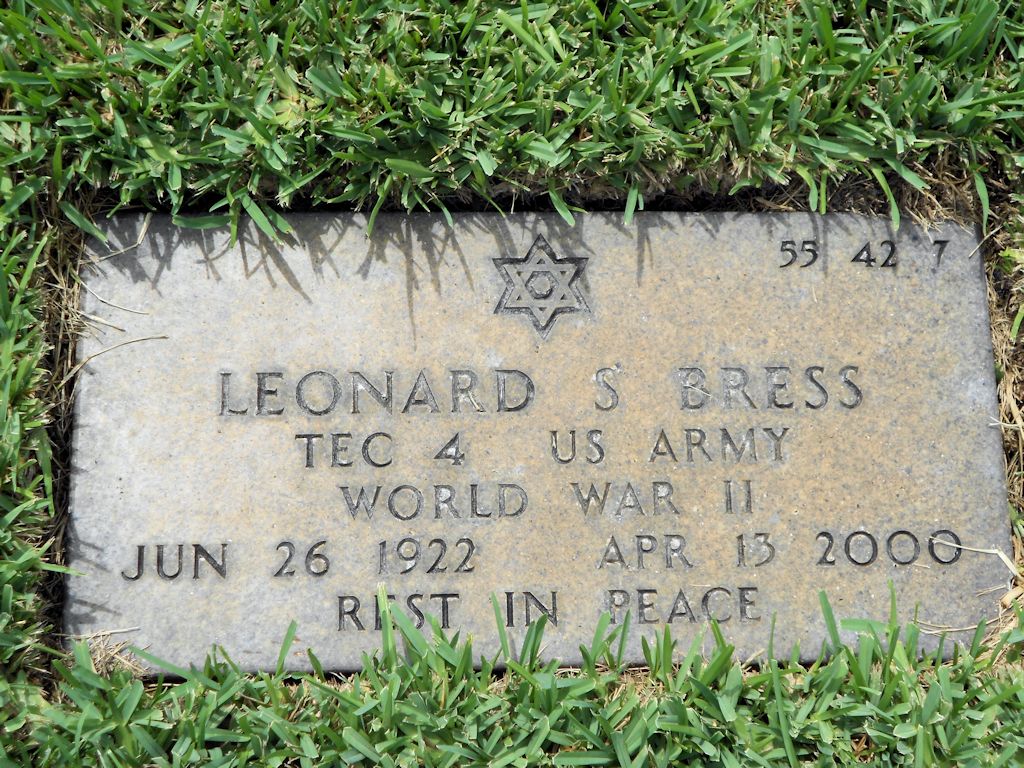 55 42 7
LEONARD S BRESS
TEC 4 US ARMY
WORLD WAR II
JUN 26 1922 APR 13 2000
REST IN PEACE